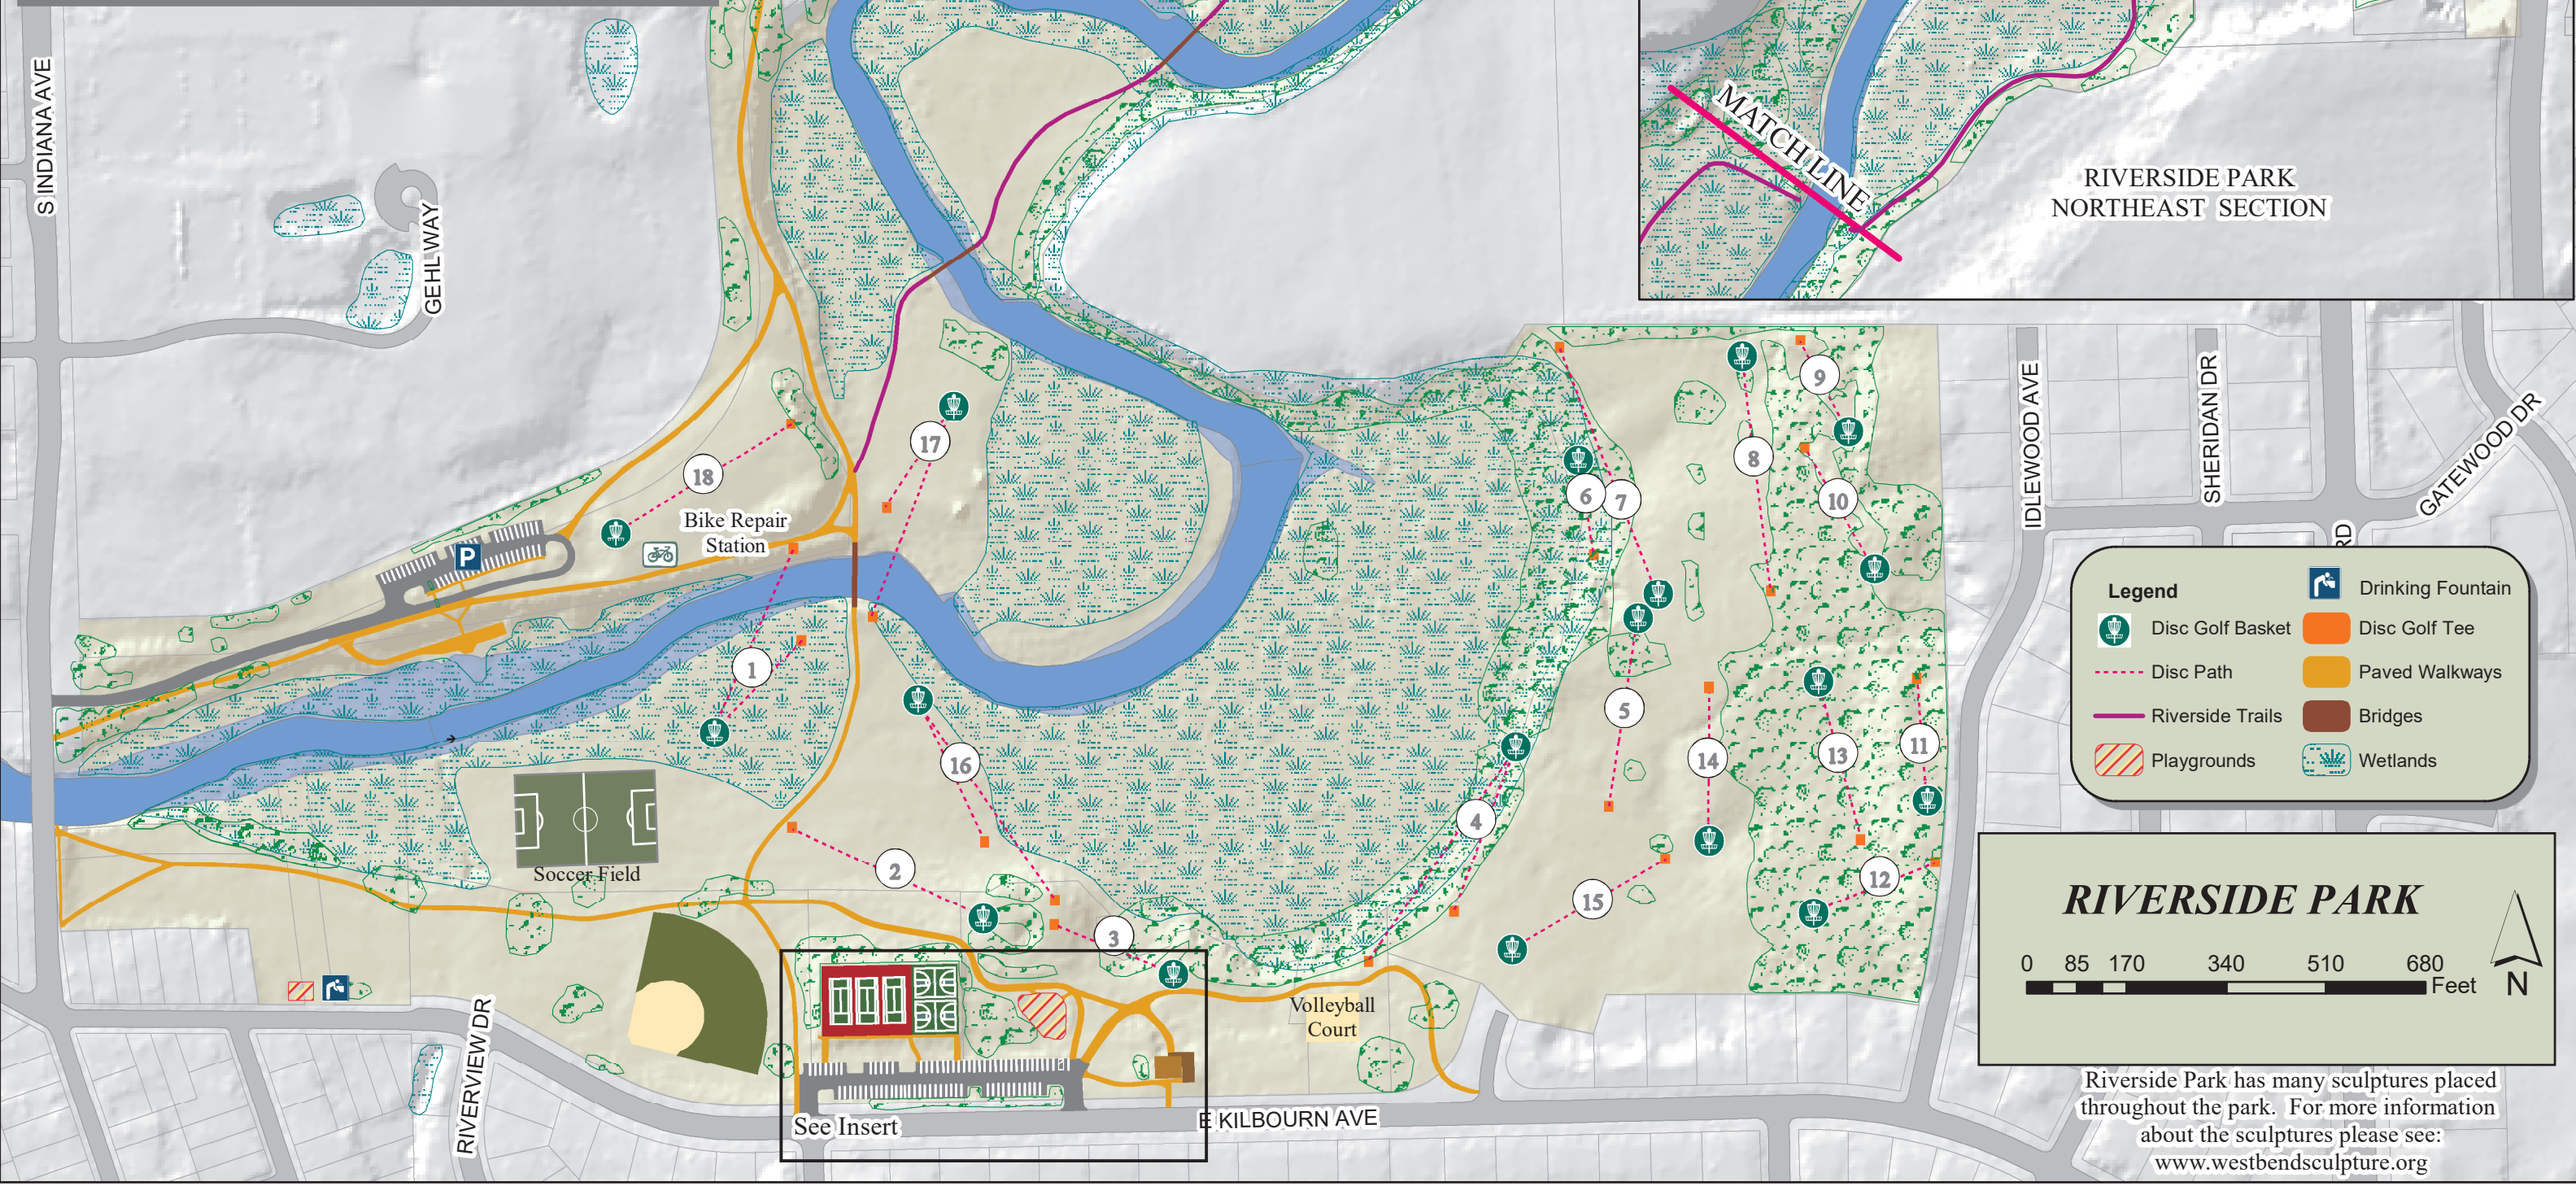 S INDIANA AVE
GEHLWAY
MATCH LINE
RIVERSIDE PARK
NORTHEAST SECTION
9
17
8
18
6
7
10
IDLEWOOD AVE
SHERIDAN DR
GATEWOOD DR
RD
Bike Repair
Station
P
1
5
16
14
13
11
4
2
12
15
3
Soccer Field
Legend
Drinking Fountain
Disc Golf Basket
Disc Golf Tee
Disc Path
Paved Walkways
Riverside Trails
Bridges
Playgrounds
Wetlands
RIVERSIDE PARK
0 85 170 340 510 680
Feet
N
Volleyball
Court
RIVERVIEW DR
See Insert
E KILBOURN AVE
Riverside Park has many sculptures placed
throughout the park. For more information
about the sculptures please see:
www.westbendsculpture.org